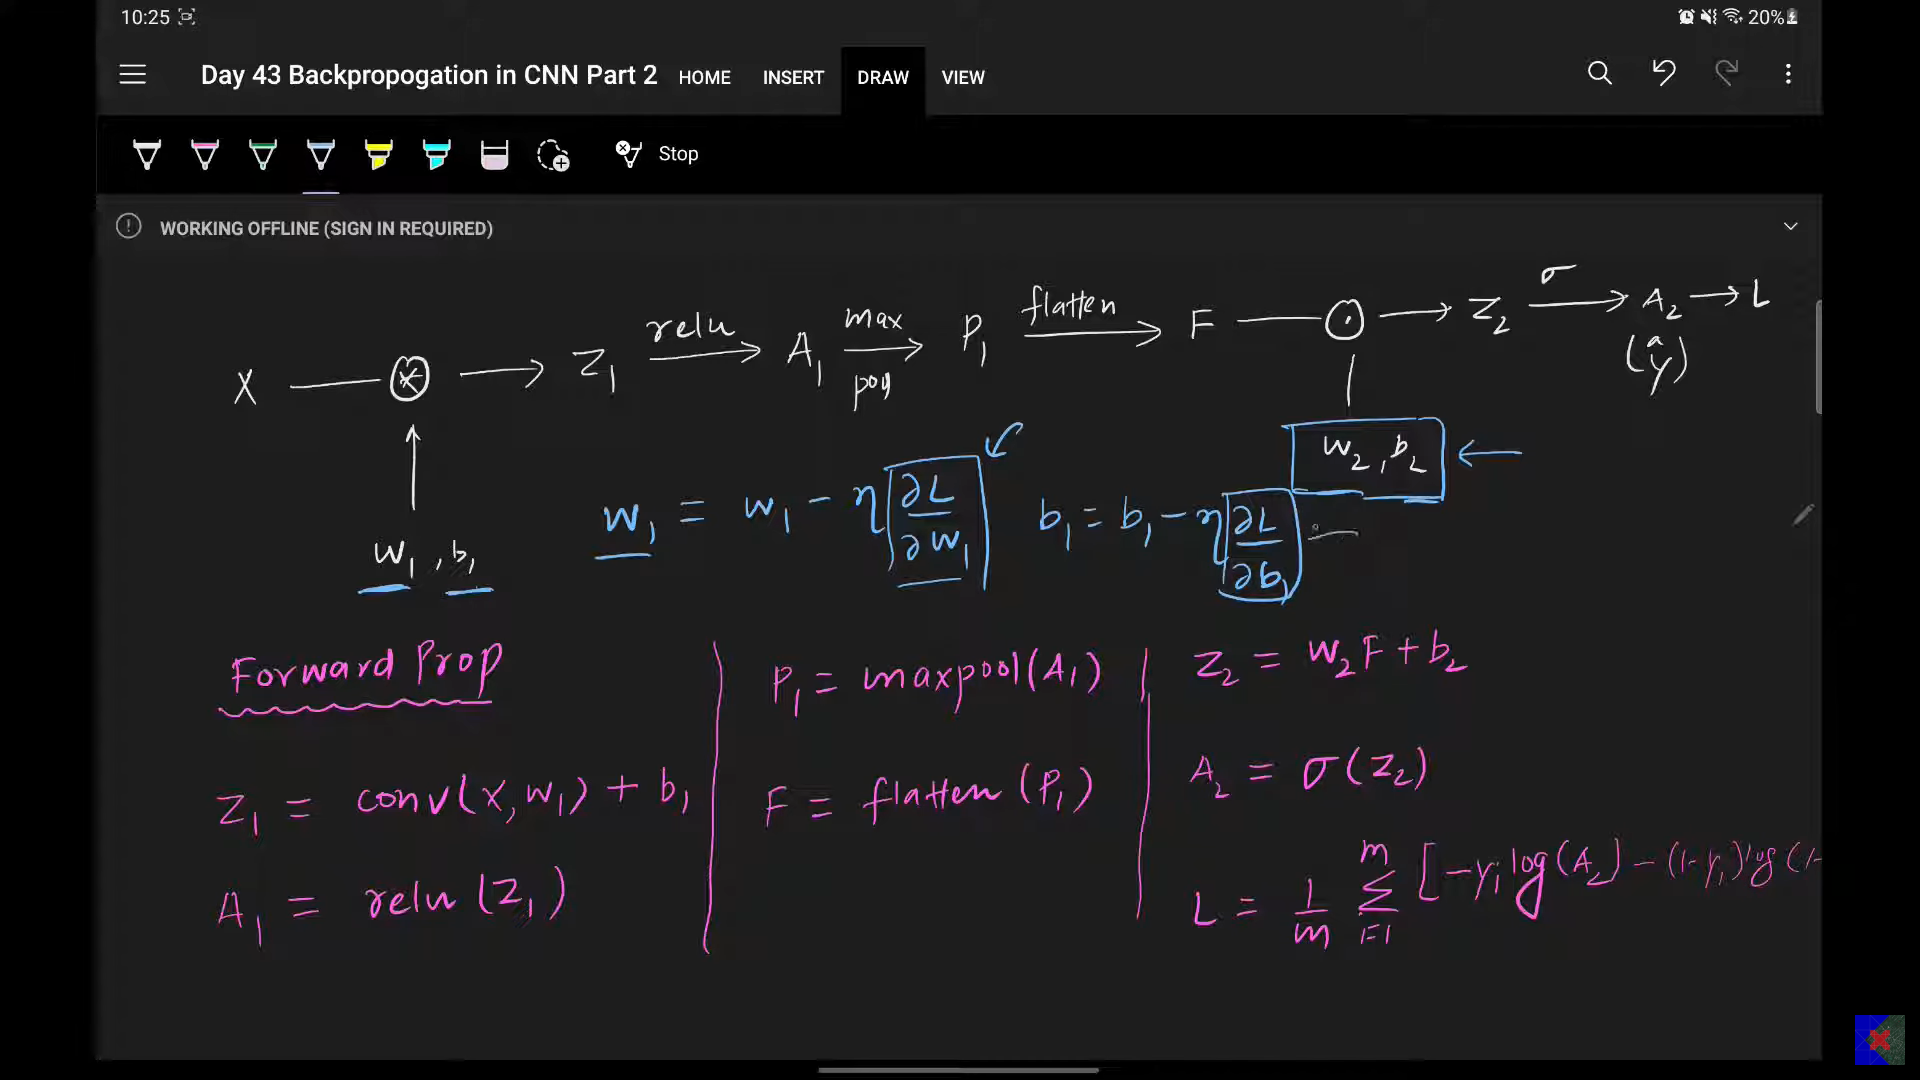 10:25 20%
Day 43 Backpropogation in CNN Part 2 HOME INSERT DRAW VIEW
Stop
WORKING OFFLINE (SIGN IN REQUIRED)
X ⊛ → Z₁ relu → A₁ max pool → P₁ flatten → F ⊙ → Z₂ σ → A₂ → L
(ŷ)
W₂, b₂ ←
W₁, b₁
W₁ = W₁ - η ∂L/∂W₁ b₁ = b₁ - η ∂L/∂b₁
Forward Prop
Z₁ = conv(X, W₁) + b₁
A₁ = relu(Z₁)
P₁ = maxpool(A₁)
F = flatten(P₁)
Z₂ = W₂F + b₂
A₂ = σ(Z₂)
L = 1/m Σ i=1 m [-yᵢ log(A₂) - (1-yᵢ) log(1-